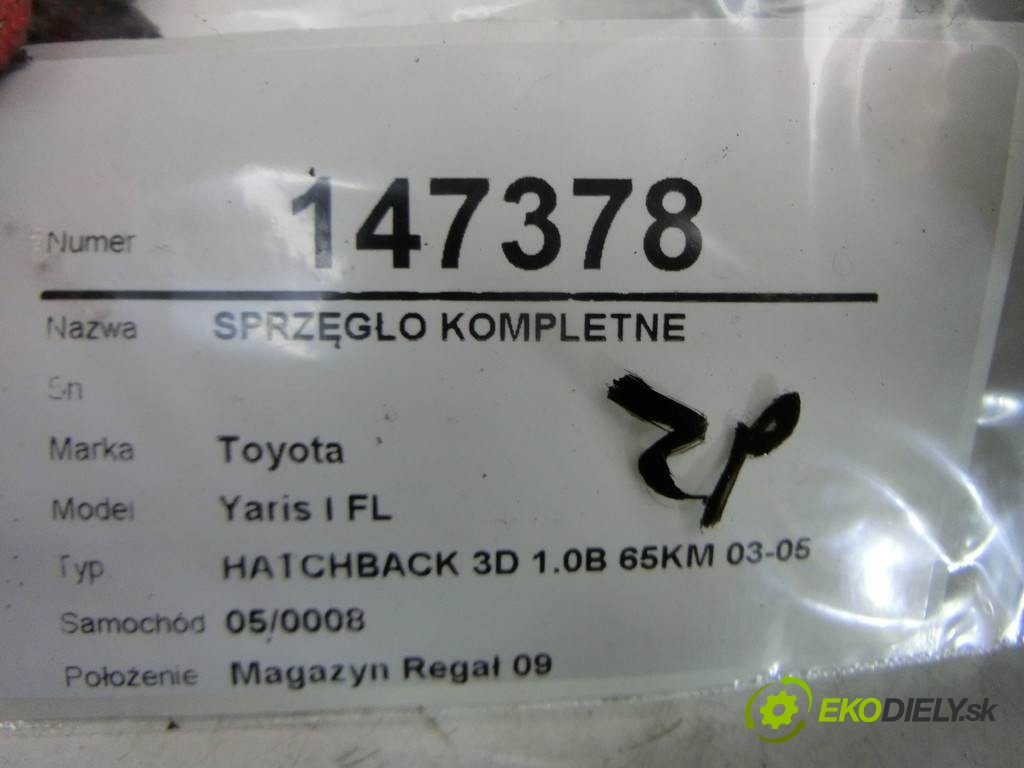 Numer 147378
Nazwa SPRZĘGŁO KOMPLETNE
Sn
Marka Toyota
Model Yaris I FL
Typ HATCHBACK 3D 1.0B 65KM 03-05
Samochód 05/0008
Położenie Magazyn Regał 09
EKODIELY.sk